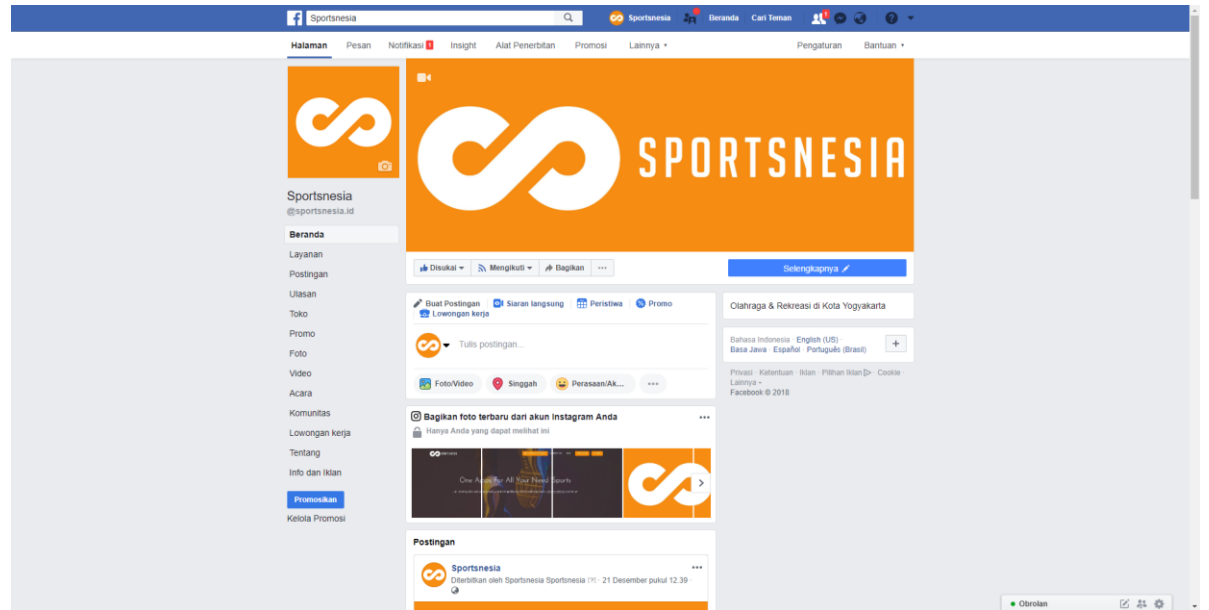 Sportsnesia
Sportsnesia
Beranda
Cari Teman
Halaman
Pesan
Notifikasi 1
Insight
Alat Penerbitan
Promosi
Lainnya
Pengaturan
Bantuan
SPORTSNESIA
Sportsnesia
@sportsnesia.id
Beranda
Layanan
Postingan
Ulasan
Toko
Promo
Foto
Video
Acara
Komunitas
Lowongan kerja
Tentang
Info dan Iklan
Promosikan
Kelola Promosi
Disukai
Mengikuti
Bagikan
Selengkapnya
Buat Postingan
Siaran langsung
Peristiwa
Promo
Lowongan kerja
Tulis postingan...
Foto/Video
Singgah
Perasaan/Ak...
Bagikan foto terbaru dari akun Instagram Anda
Hanya Anda yang dapat melihat ini
One Apps For All Your Need Sports
Postingan
Sportsnesia
Diterbitkan oleh Sportsnesia Sportsnesia [?] · 21 Desember pukul 12.39 ·
Olahraga & Rekreasi di Kota Yogyakarta
Bahasa Indonesia · English (US) ·
Basa Jawa · Español · Português (Brasil)
Privasi · Ketentuan · Iklan · Pilihan Iklan · Cookie ·
Lainnya
Facebook © 2018
Obrolan